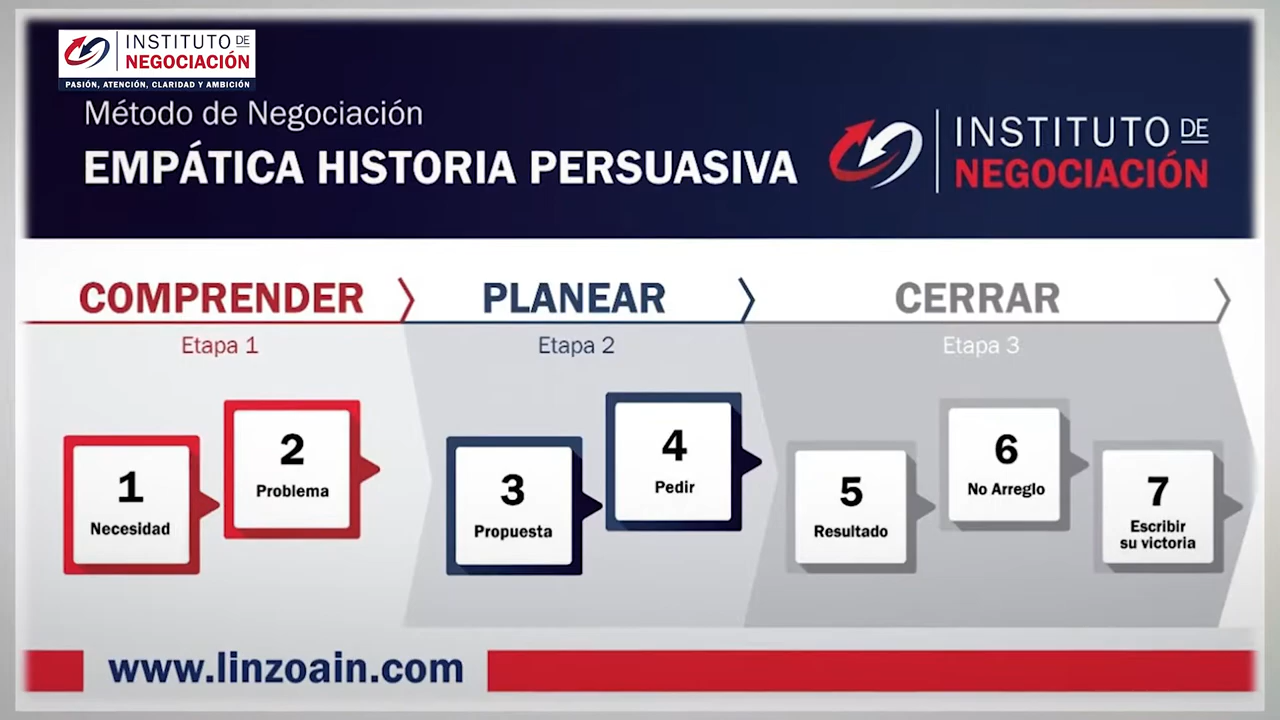 INSTITUTO DE
NEGOCIACIÓN
PASIÓN, ATENCIÓN, CLARIDAD Y AMBICIÓN
Método de Negociación
EMPÁTICA HISTORIA PERSUASIVA
INSTITUTO DE
NEGOCIACIÓN
COMPRENDER
Etapa 1
PLANEAR
Etapa 2
CERRAR
Etapa 3
1
Necesidad
2
Problema
3
Propuesta
4
Pedir
5
Resultado
6
No Arreglo
7
Escribir
su victoria
www.linzoain.com